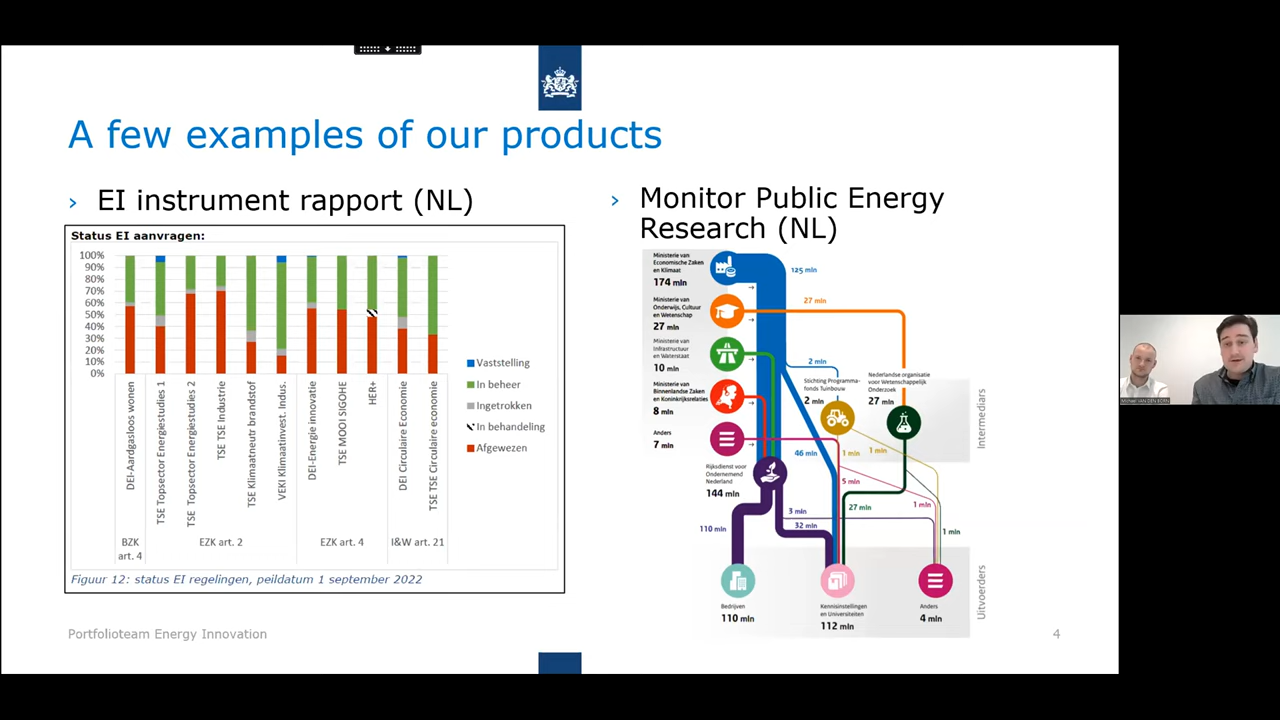 A few examples of our products
› EI instrument rapport (NL)
Status EI aanvragen:
100%
90%
80%
70%
60%
50%
40%
30%
20%
10%
0%
DEI-Aardgasloos wonen
TSE Topsector Energiestudies 1
TSE Topsector Energiestudies 2
TSE TSE Industrie
TSE Klimaatneutr brandstof
VEKI Klimaatinvest. Indus.
DEI-Energie innovatie
TSE MOOI SIGOHE
HER+
DEI Circulaire Economie
TSE TSE Circulaire economie
BZK
art. 4
EZK art. 2
EZK art. 4
I&W art. 21
Vaststelling
In beheer
Ingetrokken
In behandeling
Afgewezen
Figuur 12: status EI regelingen, peildatum 1 september 2022
› Monitor Public Energy
Research (NL)
Ministerie van
Economische Zaken
en Klimaat
174 mln
125 mln
Ministerie van
Onderwijs, Cultuur
en Wetenschap
27 mln
27 mln
Ministerie van
Infrastructuur
en Waterstaat
10 mln
2 mln
Ministerie van
Binnenlandse Zaken
en Koninkrijksrelaties
8 mln
Stichting Programma-
fonds Tuinbouw
2 mln
Nederlandse organisatie
voor Wetenschappelijk
Onderzoek
27 mln
Intermediars
Anders
7 mln
46 mln
1 mln
1 mln
Rijksdienst voor
Ondernemend
Nederland
144 mln
5 mln
110 mln
3 mln
32 mln
27 mln
1 mln
1 mln
Bedrijven
110 mln
Kennisinstellingen
en Universiteiten
112 mln
Anders
4 mln
Uitvoerders
Portfolioteam Energy Innovation
4
Michael VAN DEN BORN